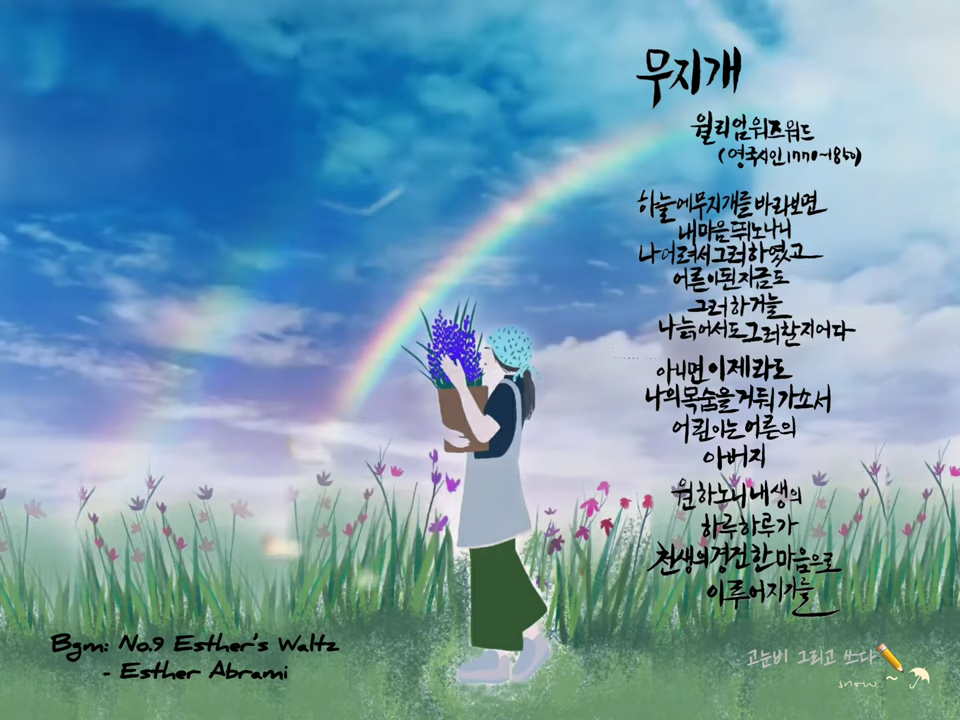 무지개
윌리엄 워즈워드
(영국시인 1770~1850)
하늘에 무지개를 바라보면
내 마음 뛰노나니
나 어려서 그러하였고
어른이 된 지금도
그러하거늘
나 늙어서도 그러할지어다
아니면 이제라도
나의 목숨을 거둬 가소서
어린이는 어른의
아버지
원하노니 내 생의
하루하루가
천생의 경건한 마음으로
이루어지기를
Bgm: No.9 Esther's Waltz
- Esther Abrami
고눈비 그리고 쓰다
snow ~